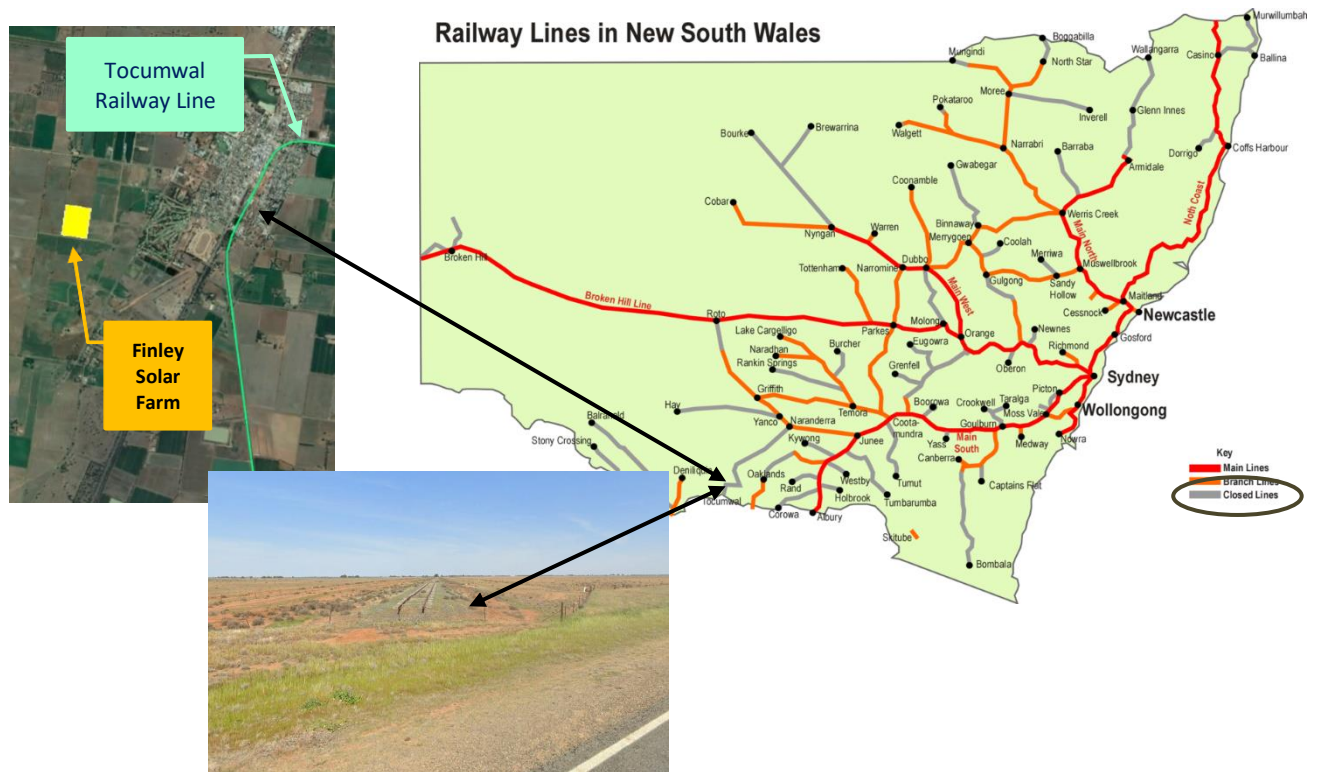 Railway Lines in New South Wales
Tocumwal
Railway Line
Finley
Solar
Farm
Murwillumbah
Boggabilla
Mungindi
North Star
Wallangarra
Casino
Ballina
Moree
Pokataroo
Inverell
Glenn Innes
Bourke
Brewarrina
Walgett
Narrabri
Barraba
Dorrigo
Coffs Harbour
Gwabegar
Armidale
Coonamble
Cobar
Noth Coast
Werris Creek
Binnaway
Nyngan
Warren
Merrygoen
Coolah
Main North
Merriwa
Broken Hill
Dubbo
Muswellbrook
Tottenham
Narromine
Gulgong
Sandy
Hollow
Main West
Broken Hill Line
Maitland
Cessnock
Newcastle
Roto
Lake Cargelligo
Parkes
Molong
Orange
Newnes
Gosford
Naradhan
Burcher
Eugowra
Richmond
Rankin Springs
Grenfell
Oberon
Sydney
Griffith
Picton
Boorowa
Crookwell
Taralga
Hay
Temora
Moss Vale
Wollongong
Balranald
Yanco
Naranderra
Goulburn
Stony Crossing
Kywong
Junee
Coota-
mundra
Yass
Main
South
Medway
Nowra
Canberra
Key
Main Lines
Branch Lines
Closed Lines
Deniliquin
Oaklands
Rand
Westby
Tumut
Captains Flat
Tocumwal
Holbrook
Tumbarumba
Corowa
Albury
Skitube
Bombala